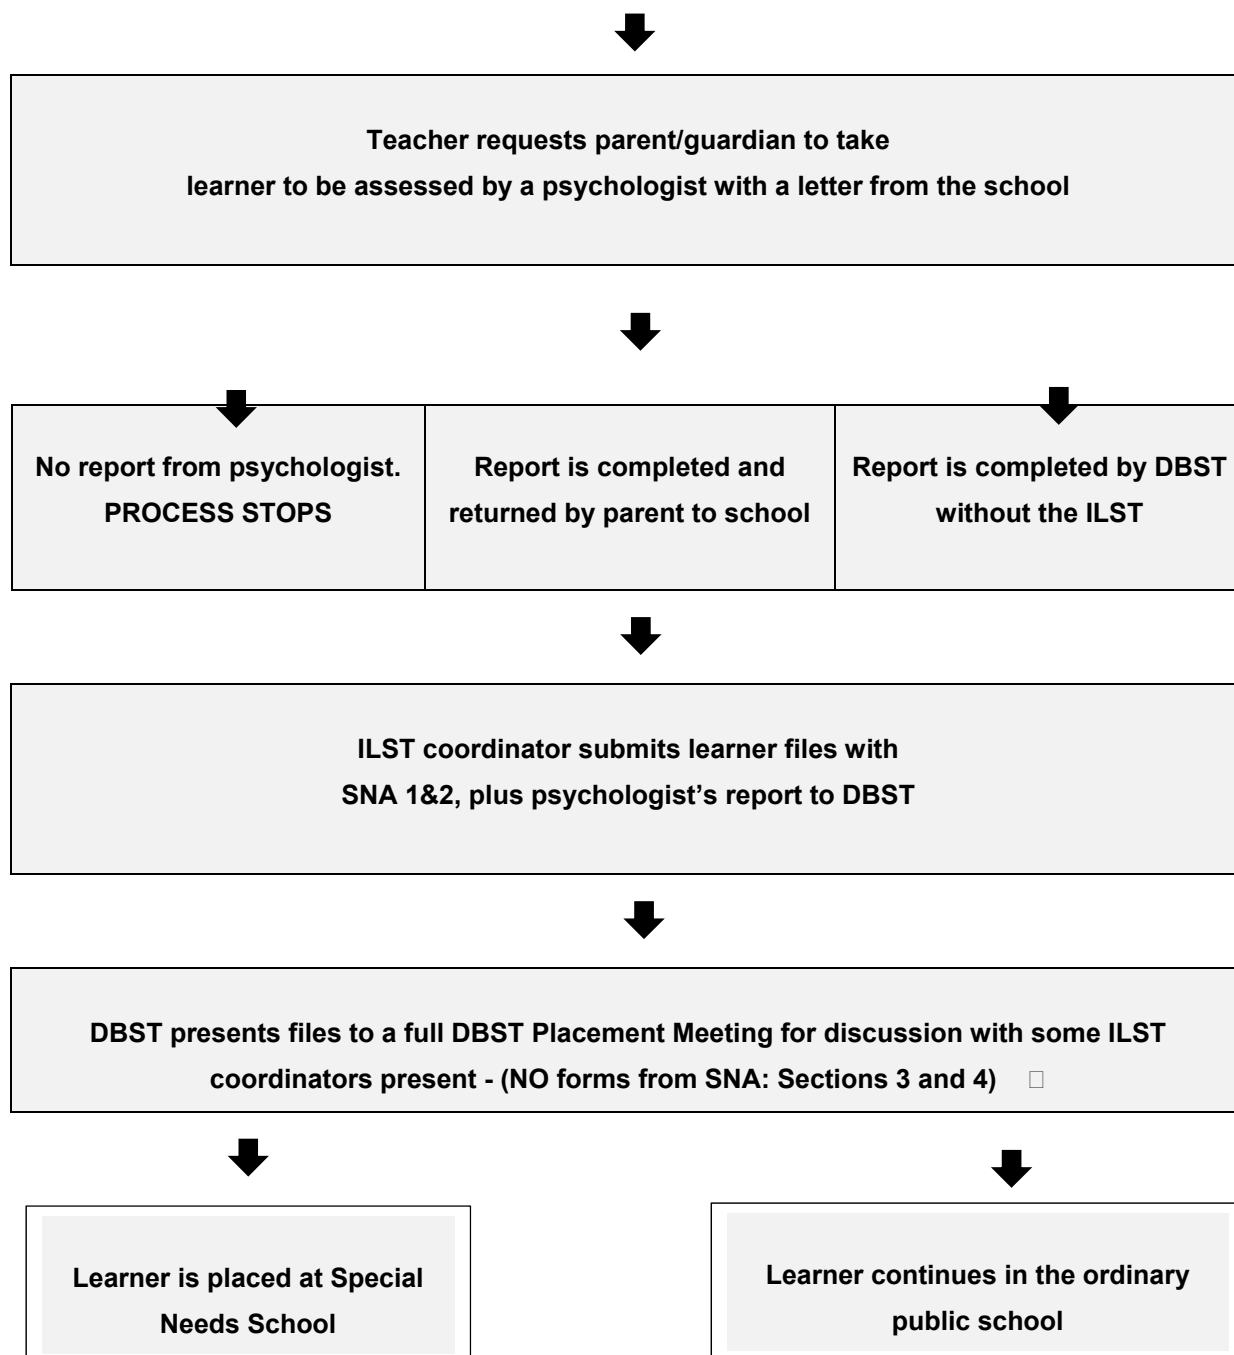 Teacher requests parent/guardian to take
learner to be assessed by a psychologist with a letter from the school
No report from psychologist.
PROCESS STOPS
Report is completed and
returned by parent to school
Report is completed by DBST
without the ILST
ILST coordinator submits learner files with
SNA 1&2, plus psychologist’s report to DBST
DBST presents files to a full DBST Placement Meeting for discussion with some ILST
coordinators present - (NO forms from SNA: Sections 3 and 4)
Learner is placed at Special
Needs School
Learner continues in the ordinary
public school